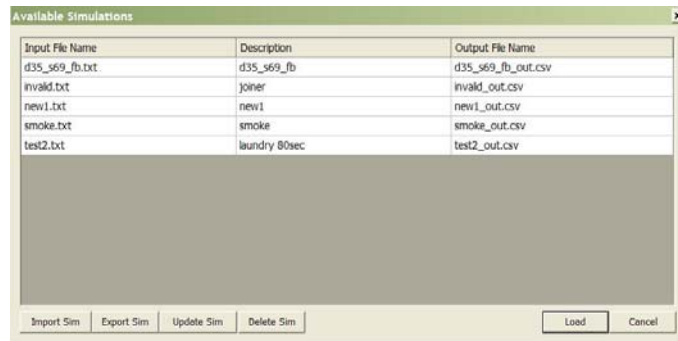 Available Simulations
Input File Name Description Output File Name
d35_s69_fb.txt d35_s69_fb d35_s69_fb_out.csv
invald.txt joiner invald_out.csv
new1.txt new1 new1_out.csv
smoke.txt smoke smoke_out.csv
test2.txt laundry 80sec test2_out.csv
Import Sim Export Sim Update Sim Delete Sim Load Cancel